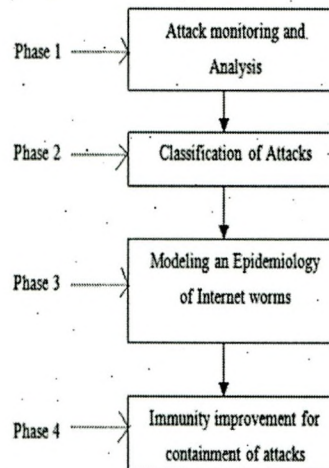 Phase 1
Attack monitoring and
Analysis
Phase 2
Classification of Attacks
Phase 3
Modeling an Epidemiology
of Internet worms
Phase 4
Immunity improvement for
containment of attacks